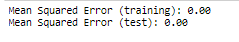 Mean Squared Error (training): 0.00
Mean Squared Error (test): 0.00